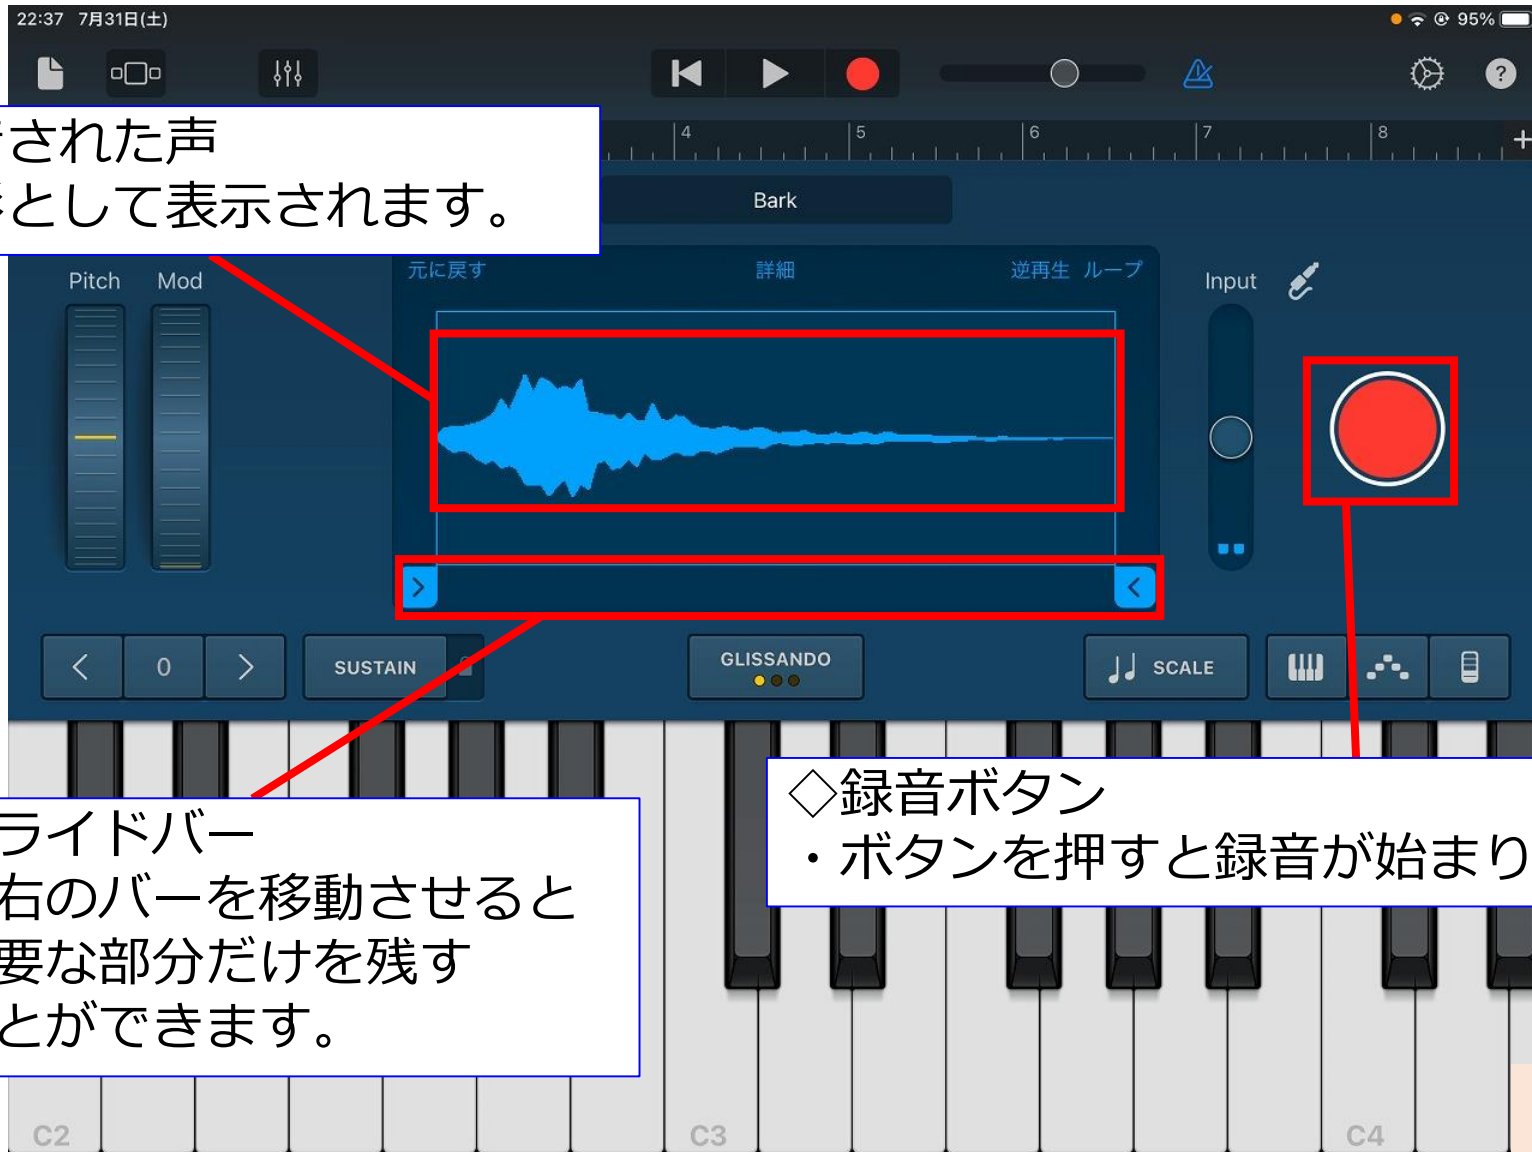 22:37 7月31日(土)
95%
?
された声
として表示されます。
4
5
6
7
8
+
Bark
元に戻す
詳細
逆再生 ループ
Pitch
Mod
Input
0
SUSTAIN
GLISSANDO
SCALE
ライドバー
右のバーを移動させると
要な部分だけを残す
とができます。
◇録音ボタン
・ボタンを押すと録音が始まり
C2
C3
C4